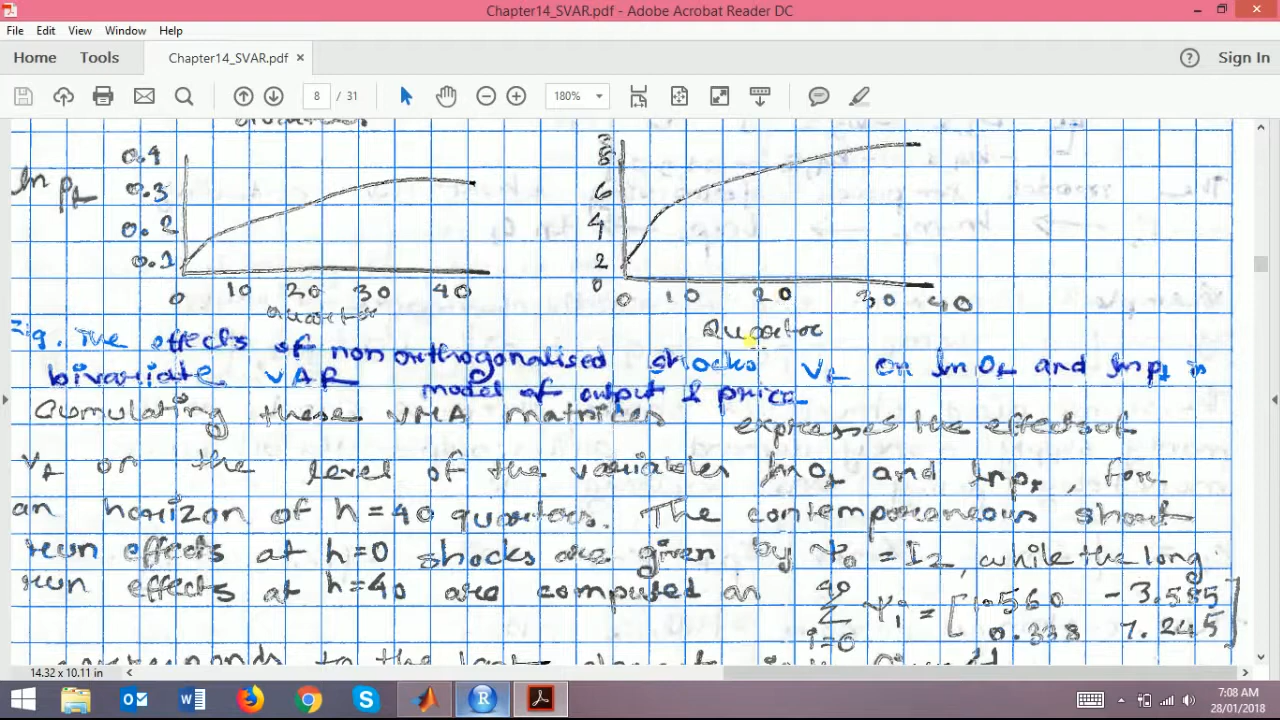 Chapter14_SVAR.pdf - Adobe Acrobat Reader DC
File Edit View Window Help
Home Tools Chapter14_SVAR.pdf × Sign In
8 / 31 180%
0.4
0.3
0.2
0.1
ln pt
0 10 20 30 40
8
6
4
2
0
0 10 20 30 40
Fig. The effects of non orthogonalised shocks vt on ln Ot and ln pt in
bivariate VAR model of output & price
Cumulating these VMA matrices expresses the effects of
vt on the level of the variables ln Ot and ln pt, for
an horizon of h=40 quarters. The contemporaneous short
run effects at h=0 shocks are given by Ψ0 = I2, while the long
run effects at h=40 are computed as
40
Σ Ψi = [1.560 -3.555
i=0 0.338 7.245]
14.32 x 10.11 in
7:08 AM
28/01/2018